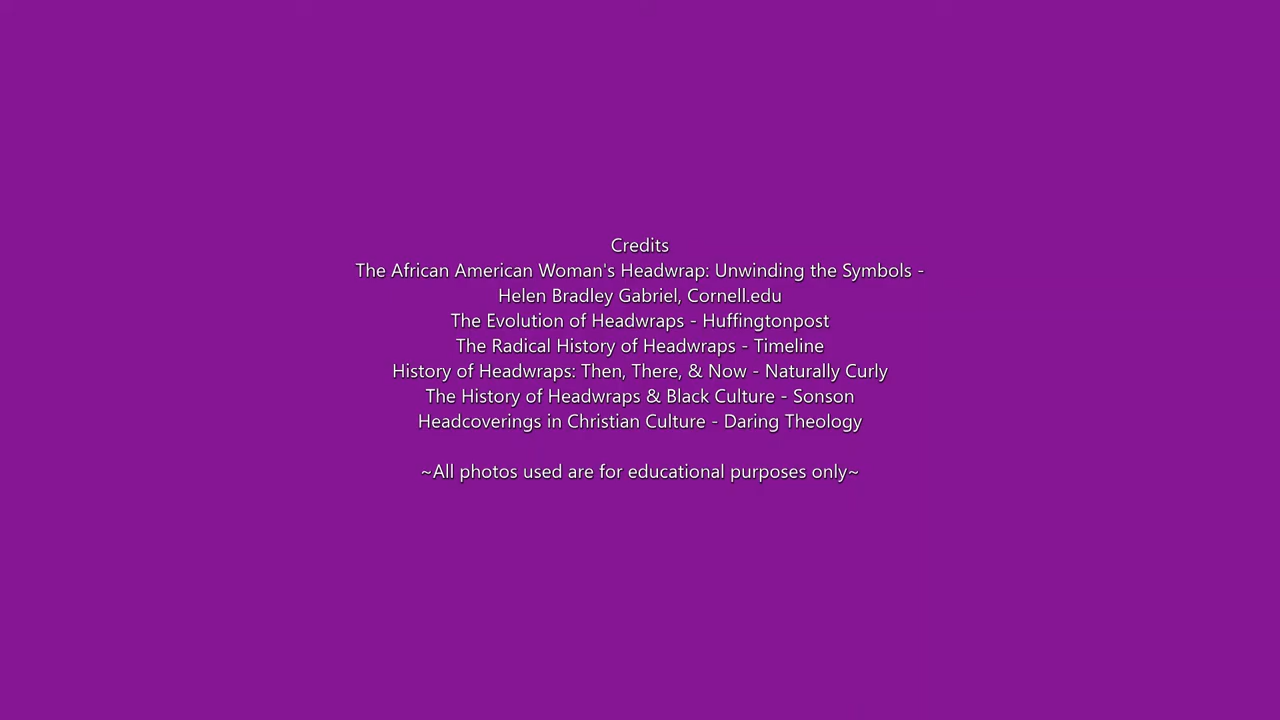 Credits
The African American Woman's Headwrap: Unwinding the Symbols -
Helen Bradley Gabriel, Cornell.edu
The Evolution of Headwraps - Huffingtonpost
The Radical History of Headwraps - Timeline
History of Headwraps: Then, There, & Now - Naturally Curly
The History of Headwraps & Black Culture - Sonson
Headcoverings in Christian Culture - Daring Theology
~All photos used are for educational purposes only~